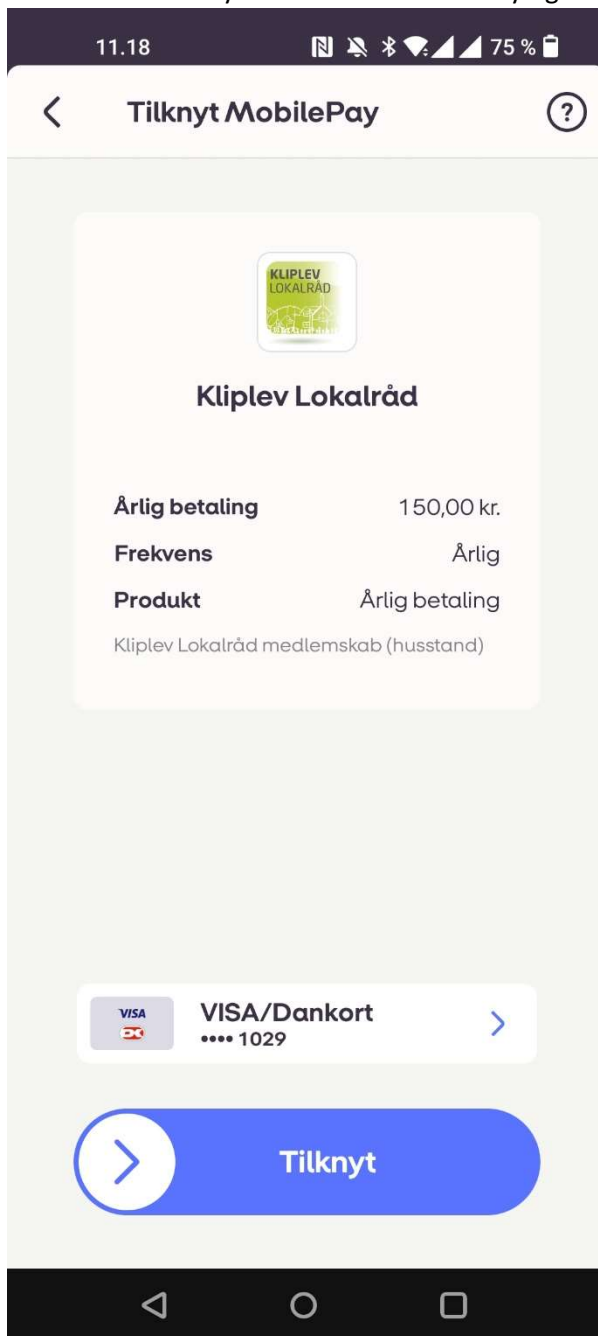 11.18 75 %
Tilknyt MobilePay ?
KLIPLEV
LOKALRÅD
Kliplev Lokalråd
Årlig betaling 150,00 kr.
Frekvens Årlig
Produkt Årlig betaling
Kliplev Lokalråd medlemskab (husstand)
VISA VISA/Dankort
•••• 1029
Tilknyt